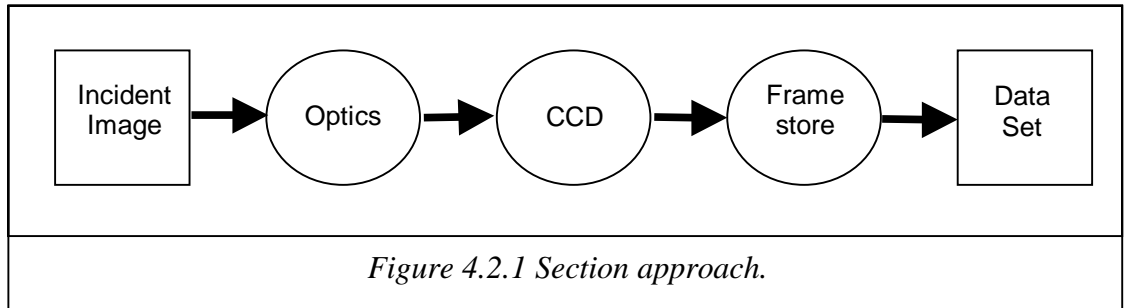 Incident
Image
Optics
CCD
Frame
store
Data
Set
Figure 4.2.1 Section approach.